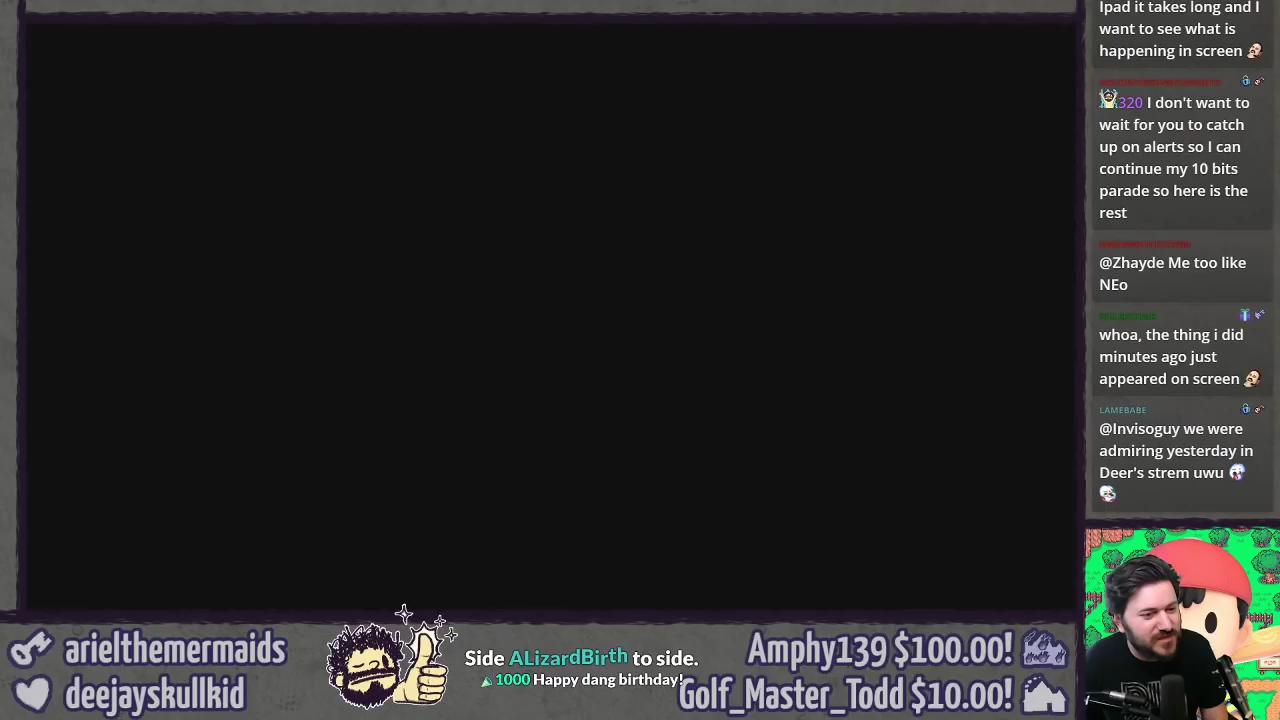 Ipad it takes long and I
want to see what is
happening in screen
320 I don't want to
wait for you to catch
up on alerts so I can
continue my 10 bits
parade so here is the
rest
@Zhayde Me too like
NEo
whoa, the thing i did
minutes ago just
appeared on screen
LAMEBABE
@Invisoguy we were
admiring yesterday in
Deer's strem uwu
arielthemermaids
deejayskullkid
Side ALizardBirth to side.
1000 Happy dang birthday!
Amphy139 $100.00!
Golf_Master_Todd $10.00!